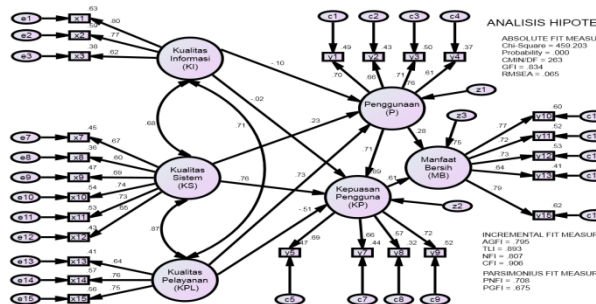 ANALISIS HIPOTE
ABSOLUTE FIT MEASU
Chi-Square = 459.203
Probability = .000
CMIN/DF = 263
GFI = .834
RMSEA = .065
c1 c2 c3 c4
y1 y2 y3 y4
.49 .43 .50 .37
.70 .66 .71 .76 .61
e1 x1 .63 .80
e2 x2 .59 .77
e3 x3 .38 .62
Kualitas
Informasi
(KI)
-.10
-.02
Penggunaan
(P)
z1
z3
.28
.71
.23
.73
.68
.71
e7 x7 .45 .67
e8 x8 .36 .60
e9 x9 .47 .69
e10 x10 .54 .74
e11 x11 .53 .73
e12 x12 .43 .65
Kualitas
Sistem
(KS)
.76
-.51
.87
Kepuasan
Pengguna
(KP)
.69
.61
z2
Manfaat
Bersih
(MB)
.75
y10 .60 .77
y11 .52 .72
y12 .53 .73
y13 .41 .64
y15 .62 .79
e13 x13 .41 .64
e14 x14 .57 .76
e15 x15 .56 .75
Kualitas
Pelayanan
(KPL)
.69 .66 .57 .72
y5 y7 y8 y9
.47 .44 .32 .52
c5 c7 c8 c9
INCREMENTAL FIT MEASUR
AGFI = .795
TLI = .893
NFI = .807
CFI = .906
PARSIMONIUS FIT MEASUR
PNFI = .708
PGFI = .675